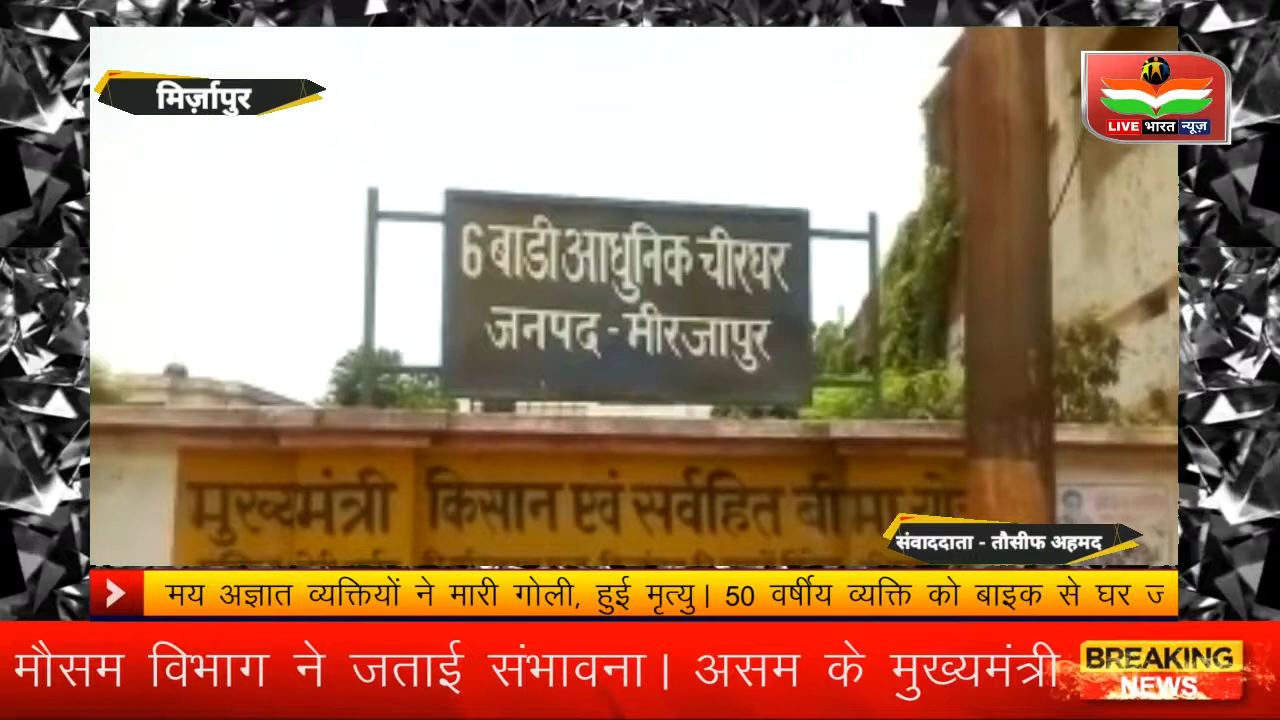 मिर्ज़ापुर
LIVE भारत न्यूज़
6 बाडी आधुनिक चीरघर
जनपद - मीरजापुर
मुख्यमंत्री किसान एवं सर्वहित बीमा
संवाददाता - तौसीफ अहमद
मय अज्ञात व्यक्तियों ने मारी गोली, हुई मृत्यु। 50 वर्षीय व्यक्ति को बाइक से घर ज
मौसम विभाग ने जताई संभावना। असम के मुख्यमंत्री
BREAKING
NEWS